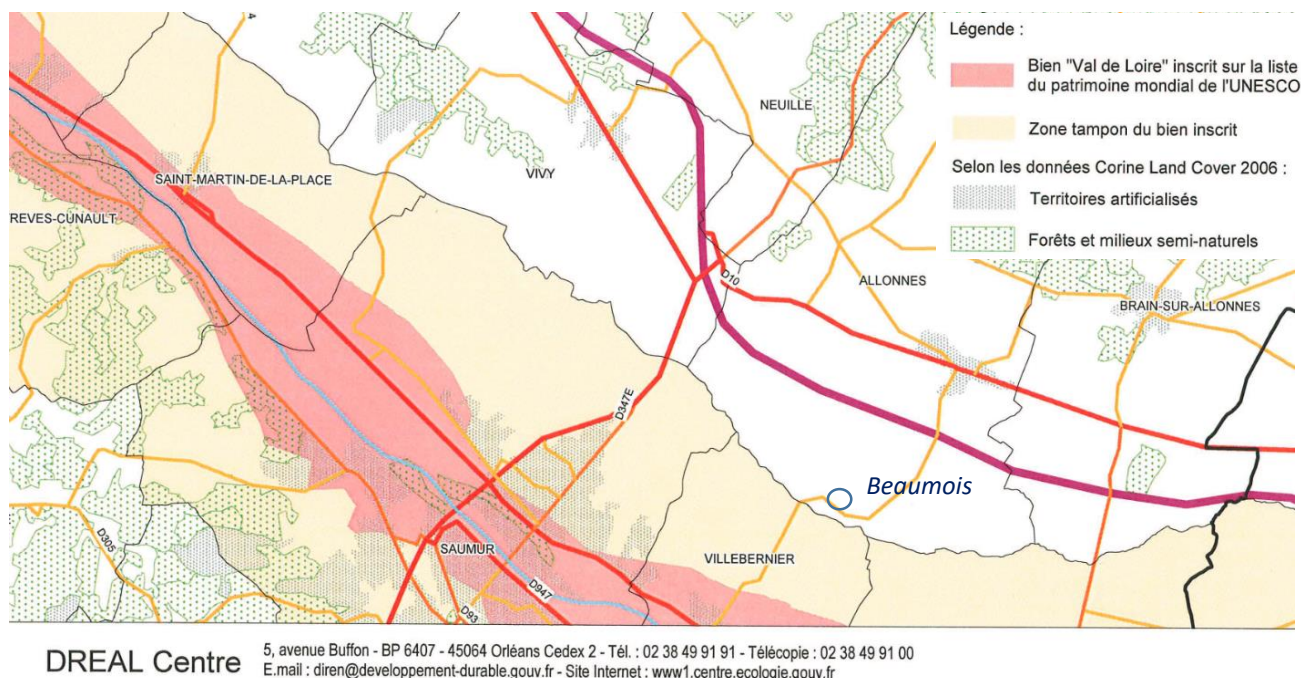 Légende :
Bien "Val de Loire" inscrit sur la liste
du patrimoine mondial de l'UNESCO
Zone tampon du bien inscrit
Selon les données Corine Land Cover 2006 :
Territoires artificialisés
Forêts et milieux semi-naturels
NEUILLE
VIVY
SAINT-MARTIN-DE-LA-PLACE
REVES-CUNAULT
D10
ALLONNES
BRAIN-SUR-ALLONNES
D347E
Beaumois
D305
SAUMUR
VILLEBERNIER
D947
D93
DREAL Centre
5, avenue Buffon - BP 6407 - 45064 Orléans Cedex 2 - Tél. : 02 38 49 91 91 - Télécopie : 02 38 49 91 00
E.mail : diren@developpement-durable.gouv.fr - Site Internet : www1.centre.ecologie.gouv.fr